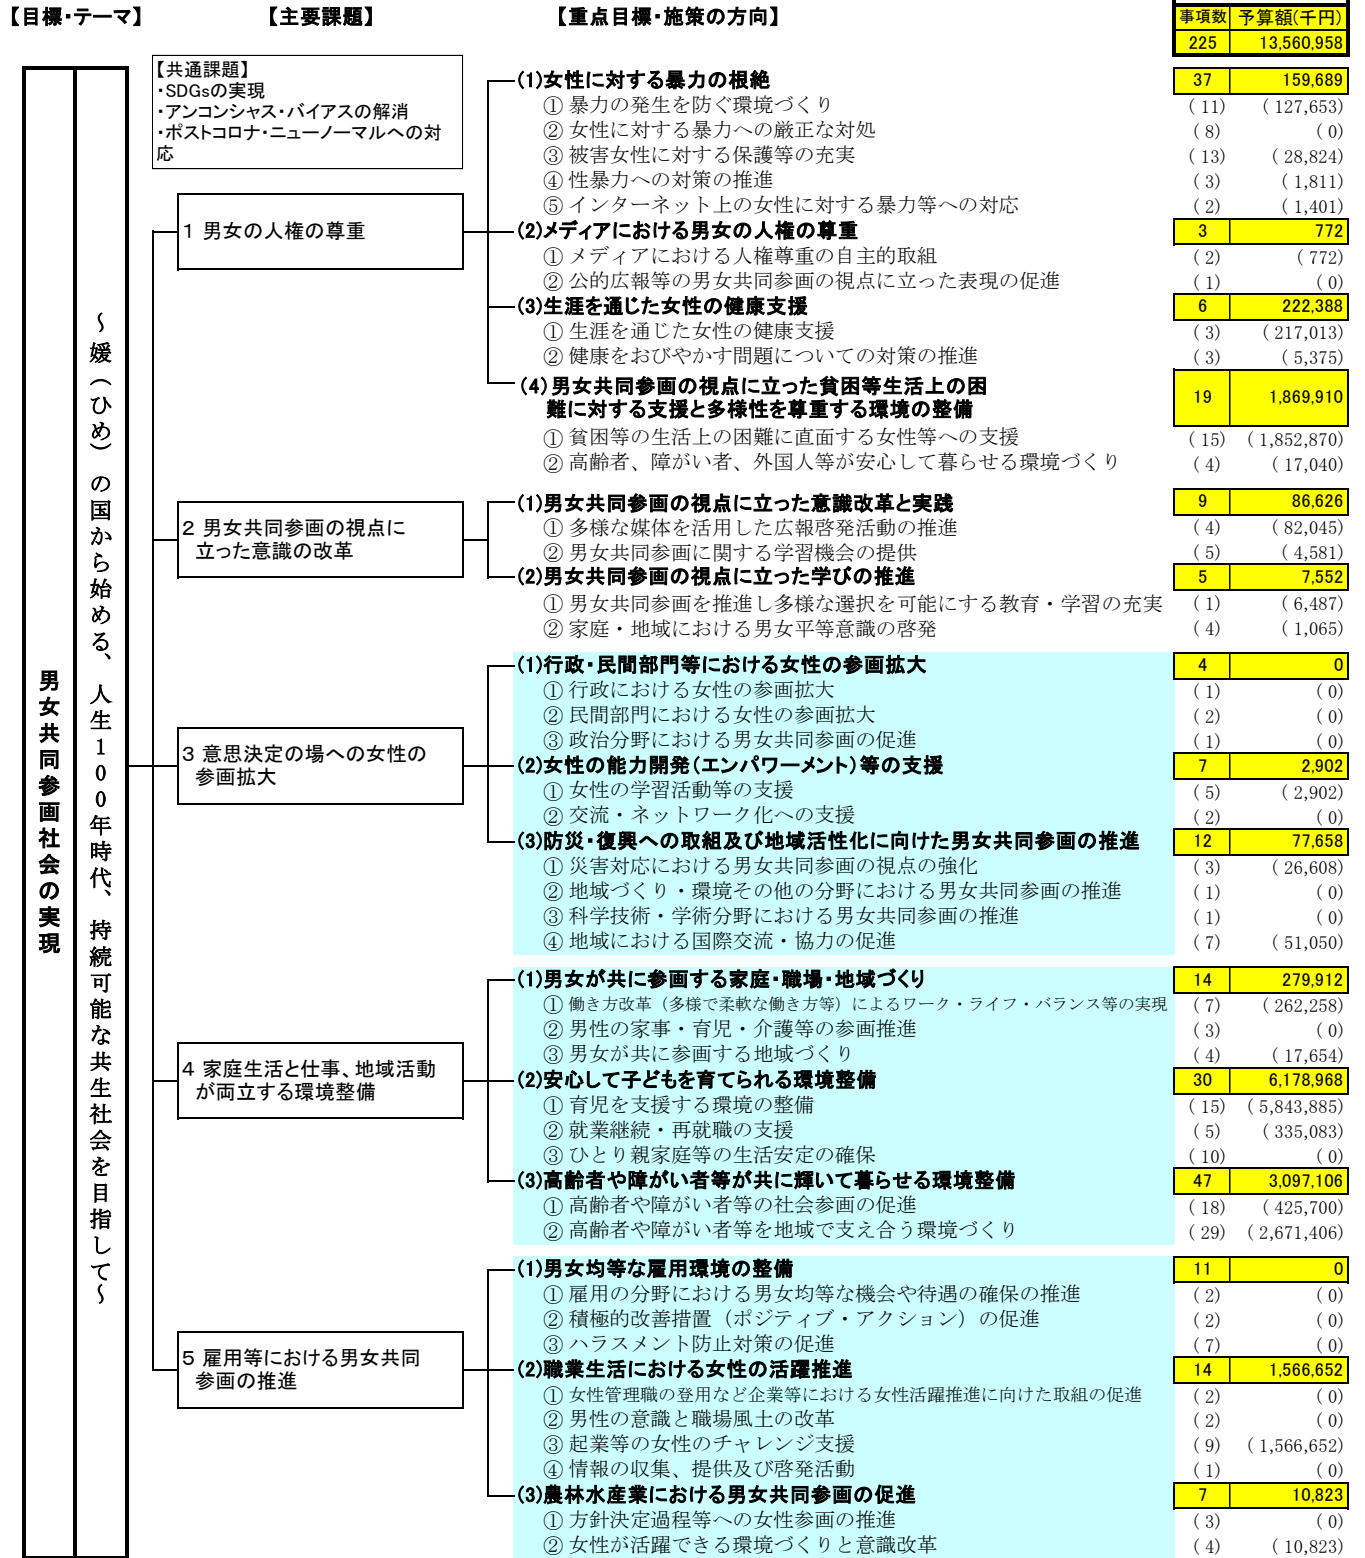 【目標・テーマ】 【主要課題】 【重点目標・施策の方向】 事項数 予算額(千円)
225 13,560,958
【共通課題】
・SDGsの実現
・アンコンシャス・バイアスの解消
・ポストコロナ・ニューノーマルへの対
応
男女共同参画社会の実現
～媛（ひめ）の国から始める、人生100年時代、持続可能な共生社会を目指して～
1 男女の人権の尊重
(1)女性に対する暴力の根絶 37 159,689
① 暴力の発生を防ぐ環境づくり ( 11) ( 127,653)
② 女性に対する暴力への厳正な対処 ( 8) ( 0)
③ 被害女性に対する保護等の充実 ( 13) ( 28,824)
④ 性暴力への対策の推進 ( 3) ( 1,811)
⑤ インターネット上の女性に対する暴力等への対応 ( 2) ( 1,401)
(2)メディアにおける男女の人権の尊重 3 772
① メディアにおける人権尊重の自主的取組 ( 2) ( 772)
② 公的広報等の男女共同参画の視点に立った表現の促進 ( 1) ( 0)
(3)生涯を通じた女性の健康支援 6 222,388
① 生涯を通じた女性の健康支援 ( 3) ( 217,013)
② 健康をおびやかす問題についての対策の推進 ( 3) ( 5,375)
(4)男女共同参画の視点に立った貧困等生活上の困
難に対する支援と多様性を尊重する環境の整備 19 1,869,910
① 貧困等の生活上の困難に直面する女性等への支援 ( 15) ( 1,852,870)
② 高齢者、障がい者、外国人等が安心して暮らせる環境づくり ( 4) ( 17,040)
2 男女共同参画の視点に
立った意識の改革
(1)男女共同参画の視点に立った意識改革と実践 9 86,626
① 多様な媒体を活用した広報啓発活動の推進 ( 4) ( 82,045)
② 男女共同参画に関する学習機会の提供 ( 5) ( 4,581)
(2)男女共同参画の視点に立った学びの推進 5 7,552
① 男女共同参画を推進し多様な選択を可能にする教育・学習の充実 ( 1) ( 6,487)
② 家庭・地域における男女平等意識の啓発 ( 4) ( 1,065)
3 意思決定の場への女性の
参画拡大
(1)行政・民間部門等における女性の参画拡大 4 0
① 行政における女性の参画拡大 ( 1) ( 0)
② 民間部門における女性の参画拡大 ( 2) ( 0)
③ 政治分野における男女共同参画の促進 ( 1) ( 0)
(2)女性の能力開発（エンパワーメント）等の支援 7 2,902
① 女性の学習活動等の支援 ( 5) ( 2,902)
② 交流・ネットワーク化への支援 ( 2) ( 0)
(3)防災・復興への取組及び地域活性化に向けた男女共同参画の推進 12 77,658
① 災害対応における男女共同参画の視点の強化 ( 3) ( 26,608)
② 地域づくり・環境その他の分野における男女共同参画の推進 ( 1) ( 0)
③ 科学技術・学術分野における男女共同参画の推進 ( 1) ( 0)
④ 地域における国際交流・協力の促進 ( 7) ( 51,050)
4 家庭生活と仕事、地域活動
が両立する環境整備
(1)男女が共に参画する家庭・職場・地域づくり 14 279,912
① 働き方改革（多様で柔軟な働き方等）によるワーク・ライフ・バランス等の実現 ( 7) ( 262,258)
② 男性の家事・育児・介護等の参画推進 ( 3) ( 0)
③ 男女が共に参画する地域づくり ( 4) ( 17,654)
(2)安心して子どもを育てられる環境整備 30 6,178,968
① 育児を支援する環境の整備 ( 15) ( 5,843,885)
② 就業継続・再就職の支援 ( 5) ( 335,083)
③ ひとり親家庭等の生活安定の確保 ( 10) ( 0)
(3)高齢者や障がい者等が共に輝いて暮らせる環境整備 47 3,097,106
① 高齢者や障がい者等の社会参画の促進 ( 18) ( 425,700)
② 高齢者や障がい者等を地域で支え合う環境づくり ( 29) ( 2,671,406)
5 雇用等における男女共同
参画の推進
(1)男女均等な雇用環境の整備 11 0
① 雇用の分野における男女均等な機会や待遇の確保の推進 ( 2) ( 0)
② 積極的改善措置（ポジティブ・アクション）の促進 ( 2) ( 0)
③ ハラスメント防止対策の促進 ( 7) ( 0)
(2)職業生活における女性の活躍推進 14 1,566,652
① 女性管理職の登用など企業等における女性活躍推進に向けた取組の促進 ( 2) ( 0)
② 男性の意識と職場風土の改革 ( 2) ( 0)
③ 起業等の女性のチャレンジ支援 ( 9) ( 1,566,652)
④ 情報の収集、提供及び啓発活動 ( 1) ( 0)
(3)農林水産業における男女共同参画の促進 7 10,823
① 方針決定過程等への女性参画の推進 ( 3) ( 0)
② 女性が活躍できる環境づくりと意識改革 ( 4) ( 10,823)